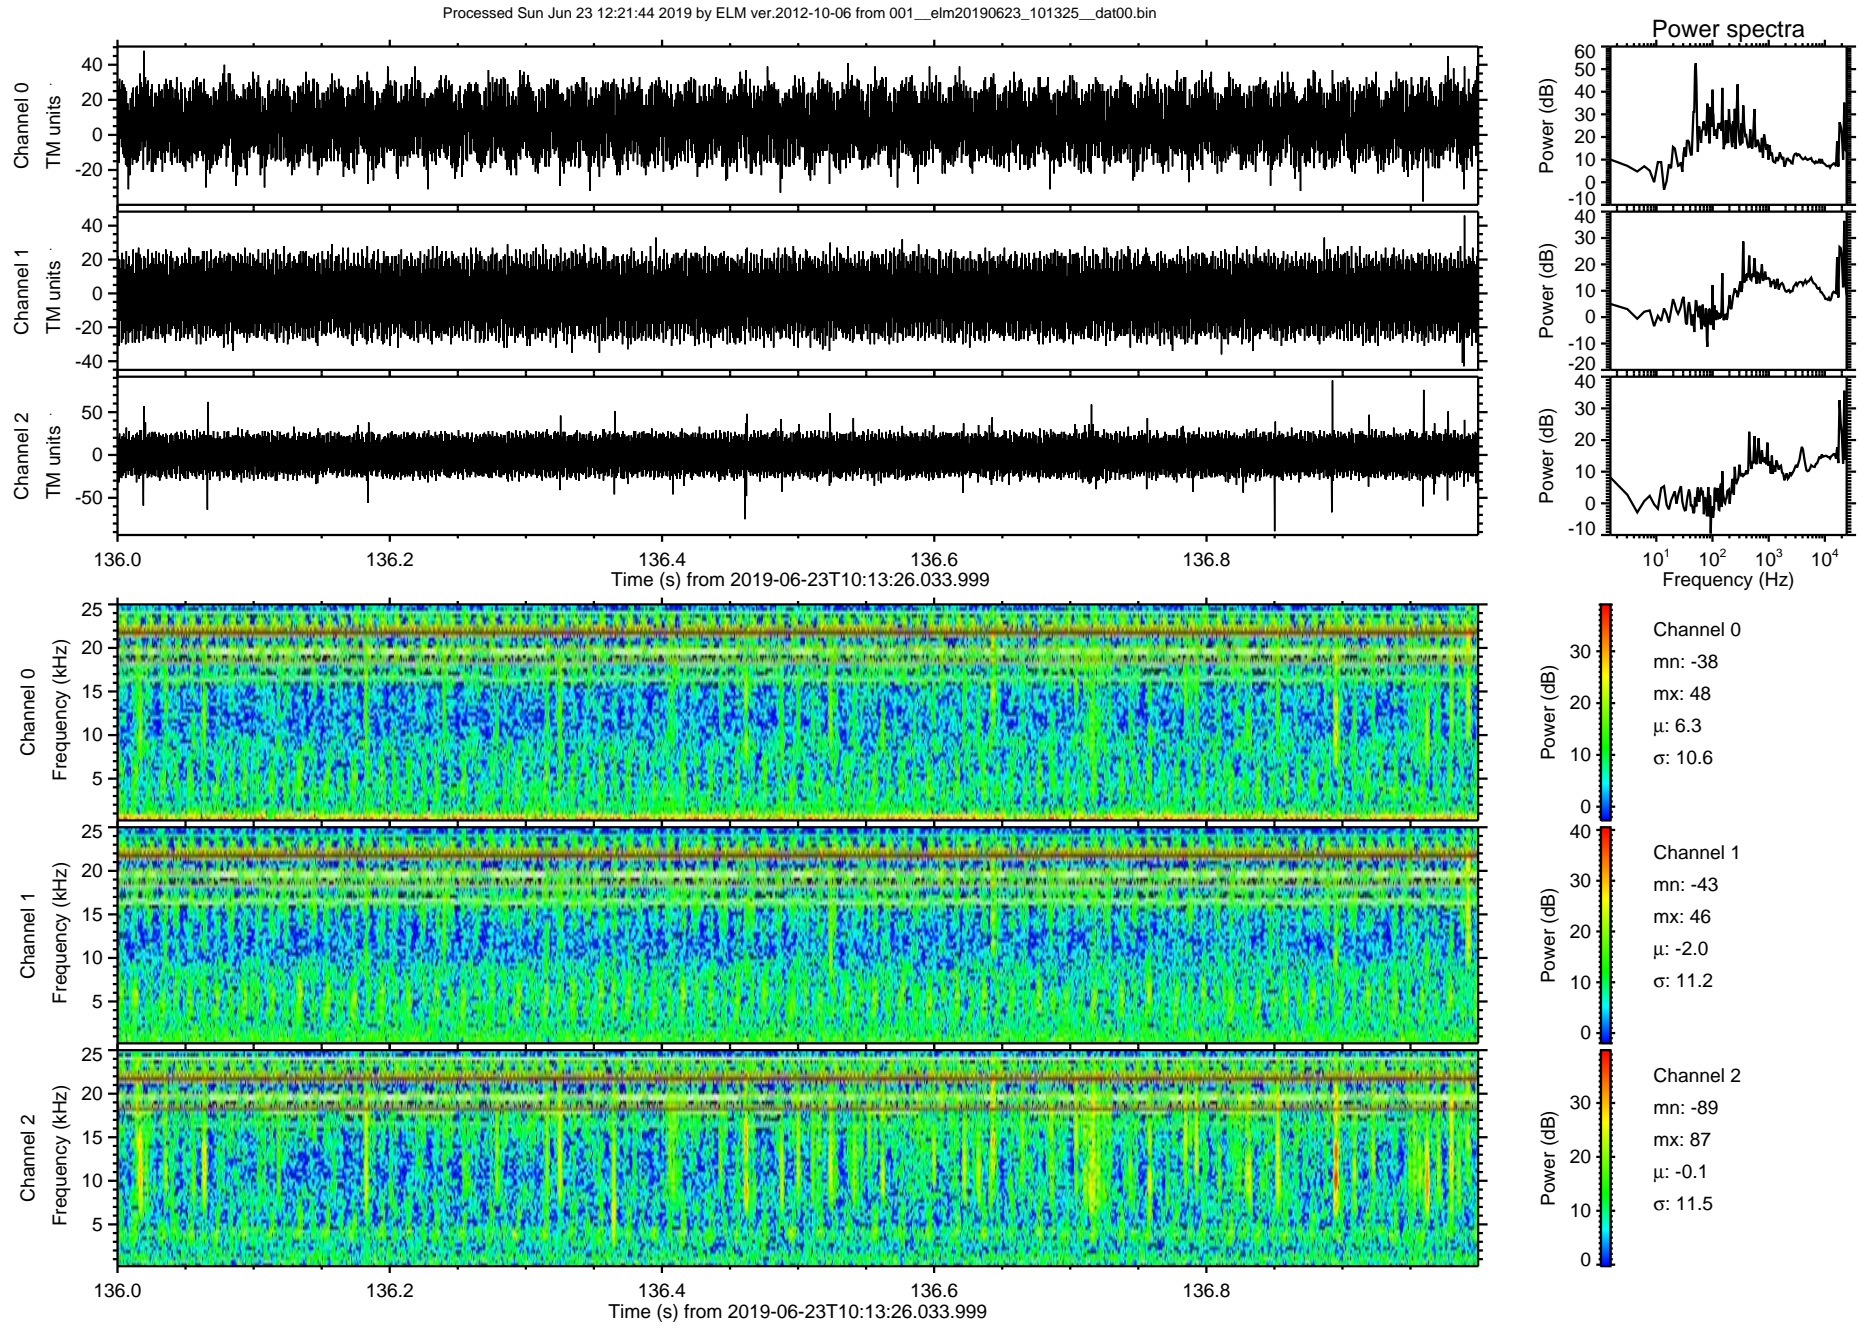 Processed Sun Jun 23 12:21:44 2019 by ELM ver.2012-10-06 from 001__elm20190623_101325__dat00.bin
Power spectra
Channel 0
TM units
40
20
0
-20
Power (dB)
60
50
40
30
20
10
0
-10
Channel 1
TM units
40
20
0
-20
-40
Power (dB)
40
30
20
10
0
-10
-20
Channel 2
TM units
50
0
-50
Power (dB)
40
30
20
10
0
-10
136.0 136.2 136.4 136.6 136.8
Time (s) from 2019-06-23T10:13:26.033.999
10¹ 10² 10³ 10⁴
Frequency (Hz)
Channel 0
Frequency (kHz)
25
20
15
10
5
Power (dB)
30
20
10
0
Channel 0
mn: -38
mx: 48
μ: 6.3
σ: 10.6
Channel 1
Frequency (kHz)
25
20
15
10
5
Power (dB)
40
30
20
10
0
Channel 1
mn: -43
mx: 46
μ: -2.0
σ: 11.2
Channel 2
Frequency (kHz)
25
20
15
10
5
Power (dB)
30
20
10
0
Channel 2
mn: -89
mx: 87
μ: -0.1
σ: 11.5
136.0 136.2 136.4 136.6 136.8
Time (s) from 2019-06-23T10:13:26.033.999